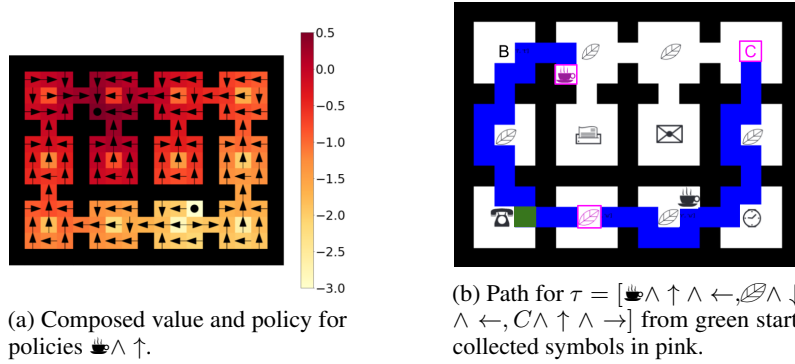 0.5
0.0
−0.5
−1.0
−1.5
−2.0
−2.5
−3.0
B
C
(a) Composed value and policy for
policies ☕∧ ↑.
(b) Path for τ = [☕∧ ↑ ∧ ←,🍃∧ ↓
∧ ←, C∧ ↑ ∧ →] from green start
collected symbols in pink.